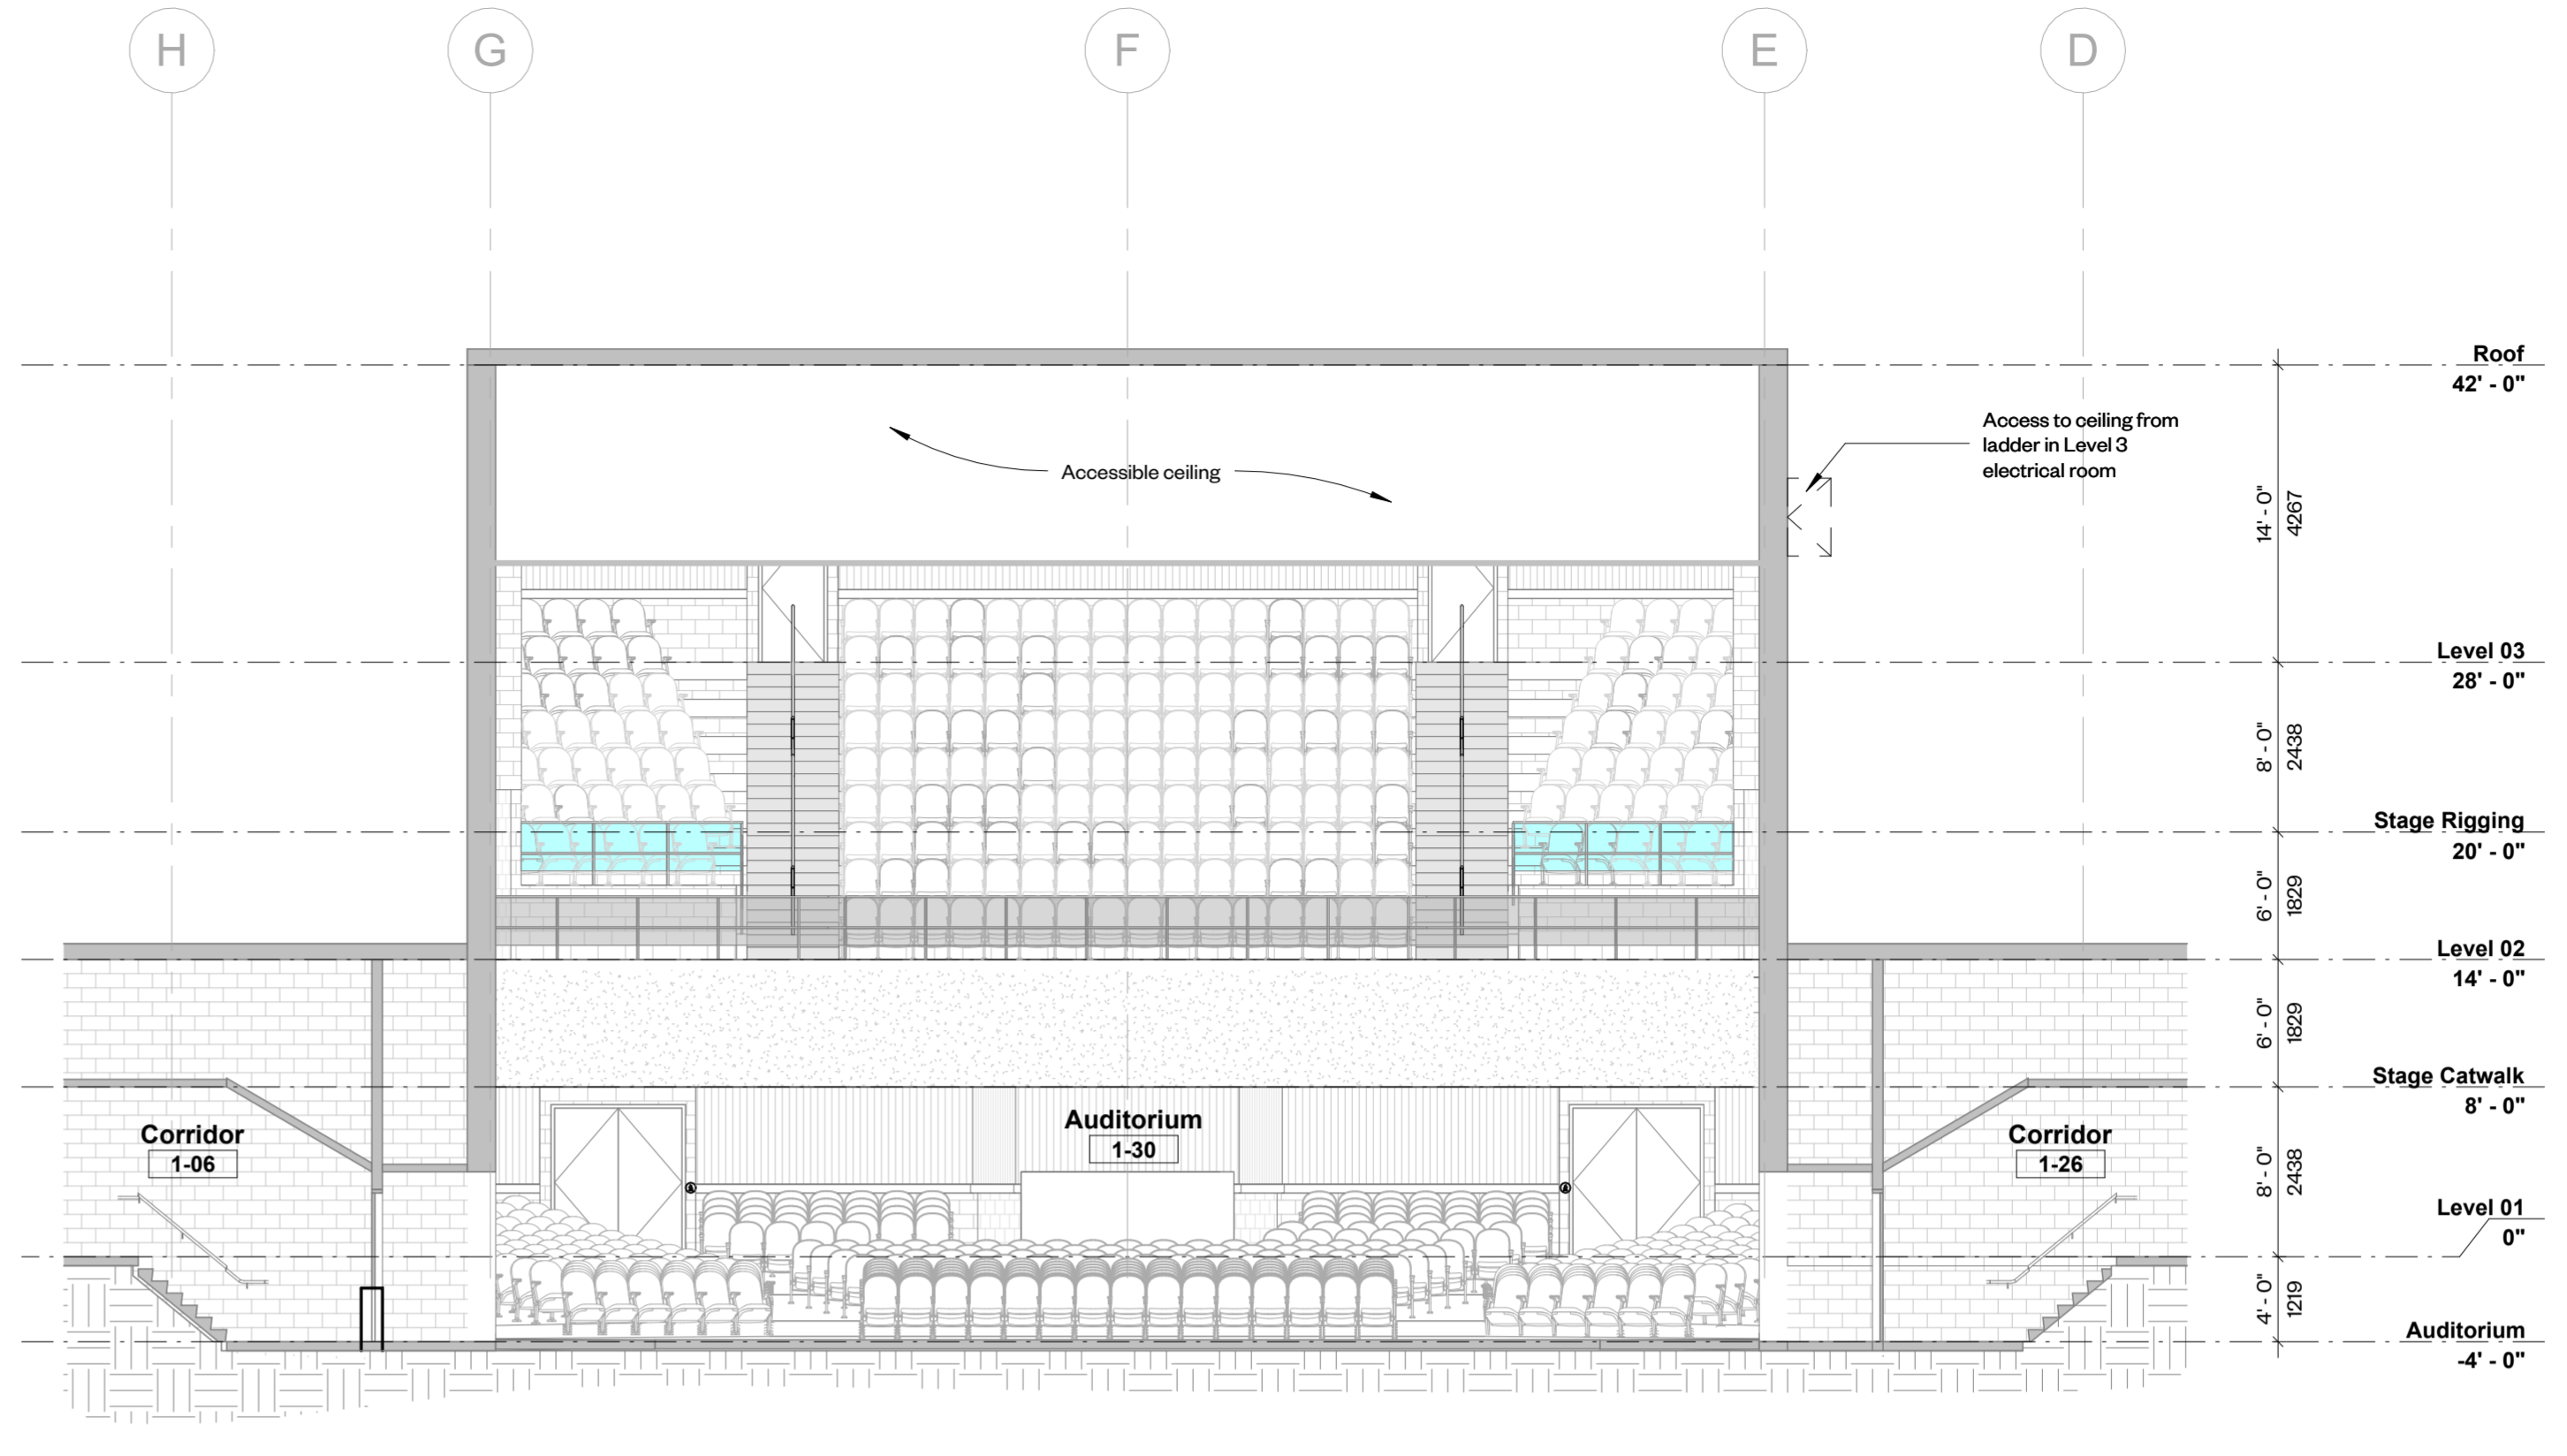 H
G
F
E
D
Roof
42' - 0"
Access to ceiling from
ladder in Level 3
electrical room
Accessible ceiling
14' - 0"
4267
Level 03
28' - 0"
8' - 0"
2438
Stage Rigging
20' - 0"
6' - 0"
1829
Level 02
14' - 0"
6' - 0"
1829
Stage Catwalk
8' - 0"
Corridor
1-06
Auditorium
1-30
Corridor
1-26
8' - 0"
2438
Level 01
0"
4' - 0"
1219
Auditorium
-4' - 0"